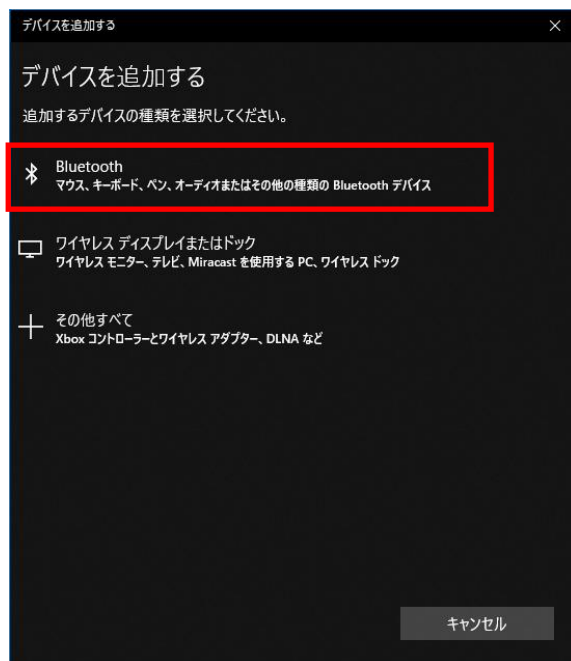 デバイスを追加する
デバイスを追加する
追加するデバイスの種類を選択してください。
Bluetooth
マウス、キーボード、ペン、オーディオまたはその他の種類の Bluetooth デバイス
ワイヤレス ディスプレイまたはドック
ワイヤレス モニター、テレビ、Miracast を使用する PC、ワイヤレス ドック
その他すべて
Xbox コントローラーとワイヤレス アダプター、DLNA など
キャンセル